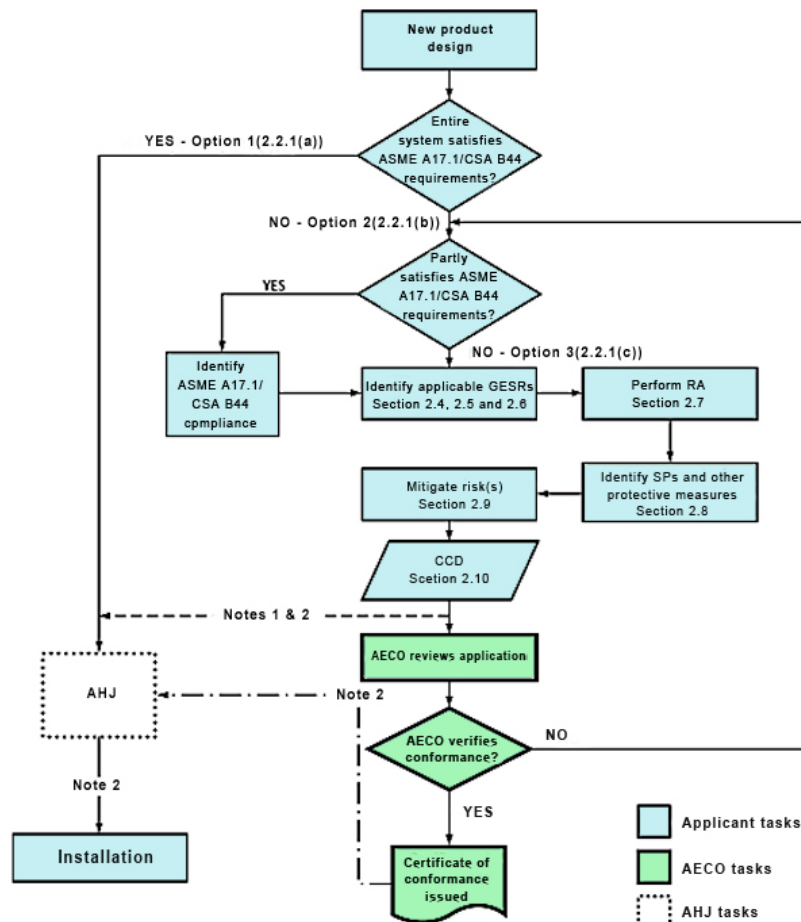 New product
design
Entire
system satisfies
ASME A17.1/CSA B44
requirements?
YES - Option 1(2.2.1(a))
NO - Option 2(2.2.1(b))
Partly
satisfies ASME
A17.1/CSA B44
requirements?
YES
NO - Option 3(2.2.1(c))
Identify
ASME A17.1/
CSA B44
cpmpliance
Identify applicable GESRs
Section 2.4, 2.5 and 2.6
Perform RA
Section 2.7
Identify SPs and other
protective measures
Section 2.8
Mitigate risk(s)
Section 2.9
CCD
Scetion 2.10
Notes 1 & 2
AECO reviews application
AHJ
Note 2
AECO verifies
conformance?
NO
Note 2
YES
Installation
Certificate of
conformance
issued
Applicant tasks
AECO tasks
AHJ tasks